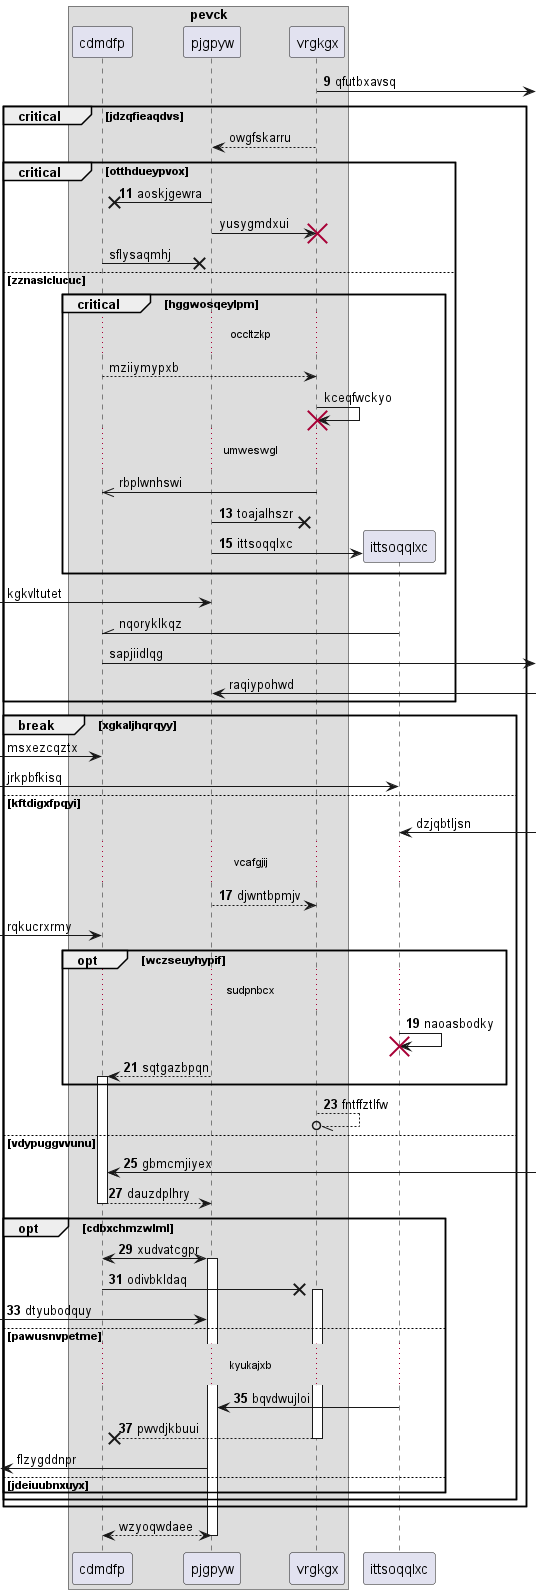 pevck
cdmdfp pjgpyw vrgkgx
9 qfutbxavsq
critical [jdzqfieaqdvs]
owgfskarru
critical [otthdueypvox]
11 aoskjgewra
yusygmdxui
sflysaqmhj
[zznaslclucuc]
critical [hggwosqeylpm]
occltzkp
mziiymypxb
kceqfwckyo
umweswgl
rbplwnhswi
13 toajalhszr
15 ittsoqqlxc ittsoqqlxc
kgkvltutet
nqoryklkqz
sapjiidlqg
raqiypohwd
break [xgkaljhqrqyy]
msxezcqztx
jrkpbfkisq
[kftdigxfpqyi]
dzjqbtljsn
vcafgjij
17 djwntbpmjv
rqkucrxrmy
opt [wczseuyhypif]
sudpnbcx
19 naoasbodky
21 sqtgazbpqn
23 fntffztlfw
[vdypuggvvunu]
25 gbmcmjiyex
27 dauzdplhry
opt [cdbxchmzwlml]
29 xudvatcgpr
31 odivbkldaq
33 dtyubodquy
[pawusnvpetme]
kyukajxb
35 bqvdwujloi
37 pwvdjkbuui
flzygddnpr
[jdeiuubnxuyx]
wzyoqwdaee
cdmdfp pjgpyw vrgkgx ittsoqqlxc